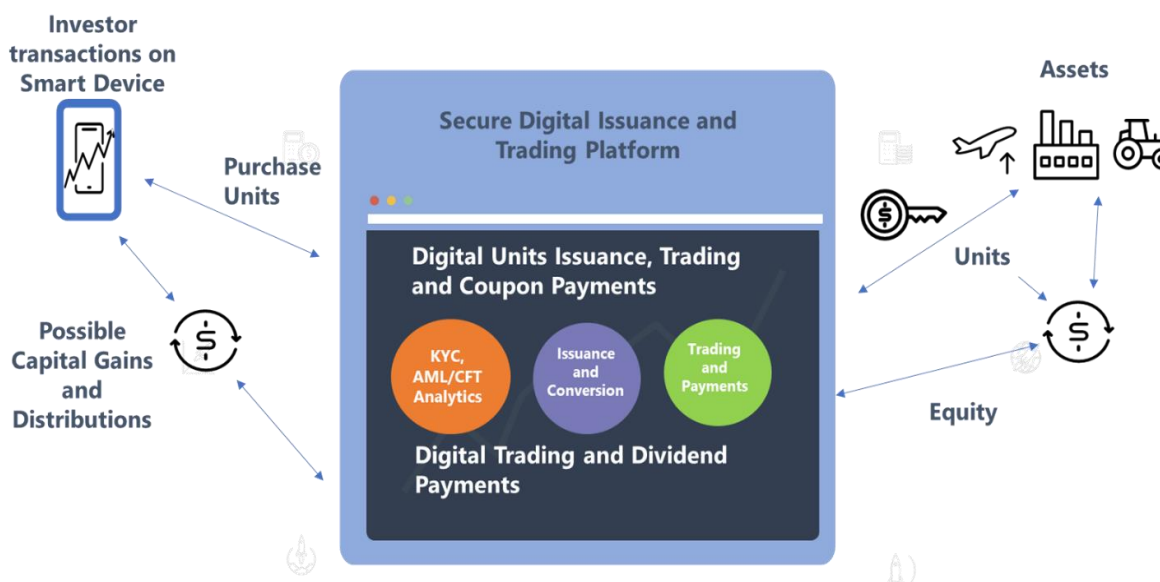 Investor
transactions on
Smart Device
Purchase
Units
Possible
Capital Gains
and
Distributions
Secure Digital Issuance and
Trading Platform
Digital Units Issuance, Trading
and Coupon Payments
KYC,
AML/CFT
Analytics
Issuance
and
Conversion
Trading
and
Payments
Digital Trading and Dividend
Payments
Assets
Units
Equity